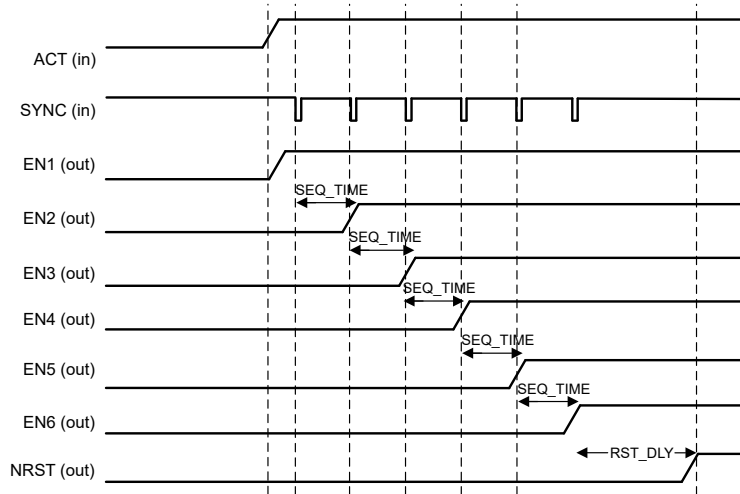 ACT (in)
SYNC (in)
EN1 (out)
SEQ_TIME
EN2 (out)
SEQ_TIME
EN3 (out)
SEQ_TIME
EN4 (out)
SEQ_TIME
EN5 (out)
SEQ_TIME
EN6 (out)
RST_DLY
NRST (out)